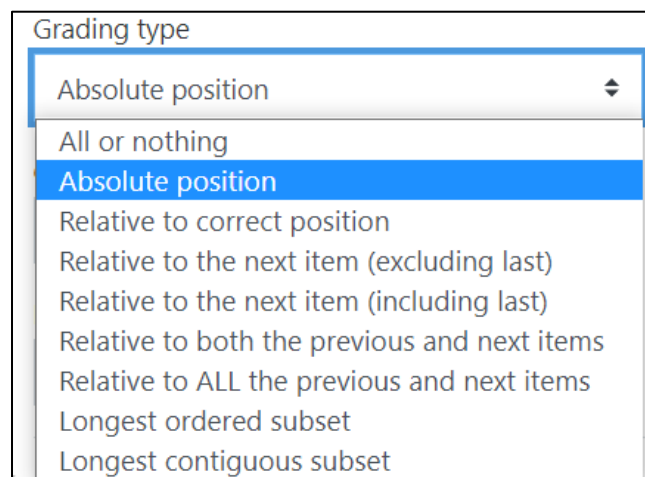 Grading type
Absolute position
All or nothing
Absolute position
Relative to correct position
Relative to the next item (excluding last)
Relative to the next item (including last)
Relative to both the previous and next items
Relative to ALL the previous and next items
Longest ordered subset
Longest contiguous subset